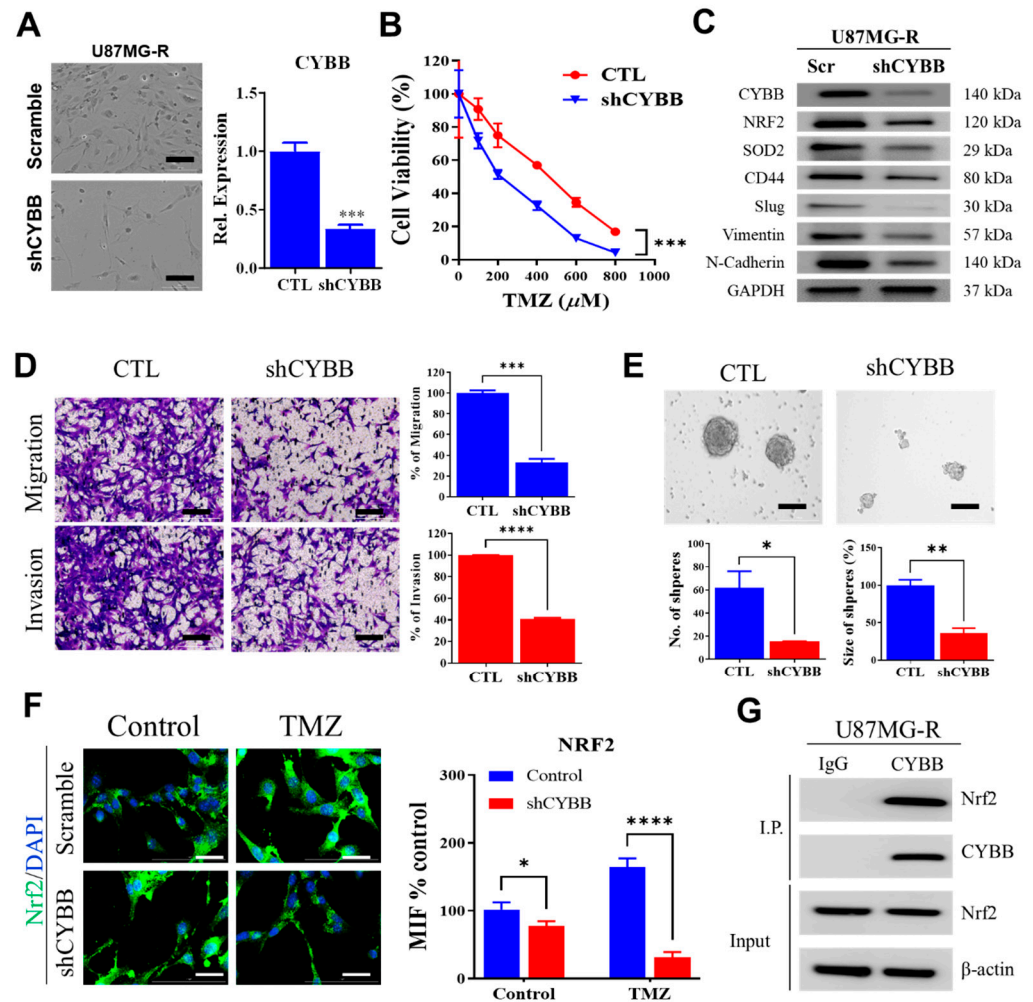 A
U87MG-R
Scramble
shCYBB
CYBB
Rel. Expression
1.5
1.0
0.5
0.0
***
CTL shCYBB
B
Cell Viability (%)
120
100
80
60
40
20
0
CTL
shCYBB
***
0 200 400 600 800 1000
TMZ (μM)
C
U87MG-R
Scr shCYBB
CYBB 140 kDa
NRF2 120 kDa
SOD2 29 kDa
CD44 80 kDa
Slug 30 kDa
Vimentin 57 kDa
N-Cadherin 140 kDa
GAPDH 37 kDa
D
CTL shCYBB
Migration
Invasion
% of Migration
120
100
80
60
40
20
0
***
CTL shCYBB
% of Invasion
120
100
80
60
40
20
0
****
CTL shCYBB
E
CTL shCYBB
No. of shperes
100
80
60
40
20
0
*
CTL shCYBB
Size of shperes (%)
150
100
50
0
**
CTL shCYBB
F
Control TMZ
Nrf2/DAPI
Scramble
shCYBB
NRF2
MIF % control
300
200
100
0
Control
shCYBB
*
****
Control TMZ
G
U87MG-R
IgG CYBB
I.P.
Nrf2
CYBB
Input
Nrf2
β-actin